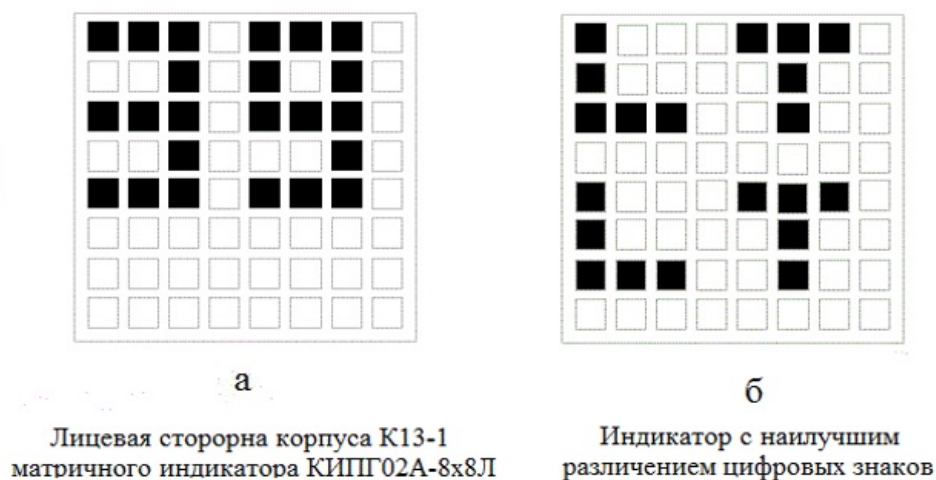 а
Лицевая сторорна корпуса К13-1
матричного индикатора КИПГ02А-8х8Л
б
Индикатор с наилучшим
различением цифровых знаков